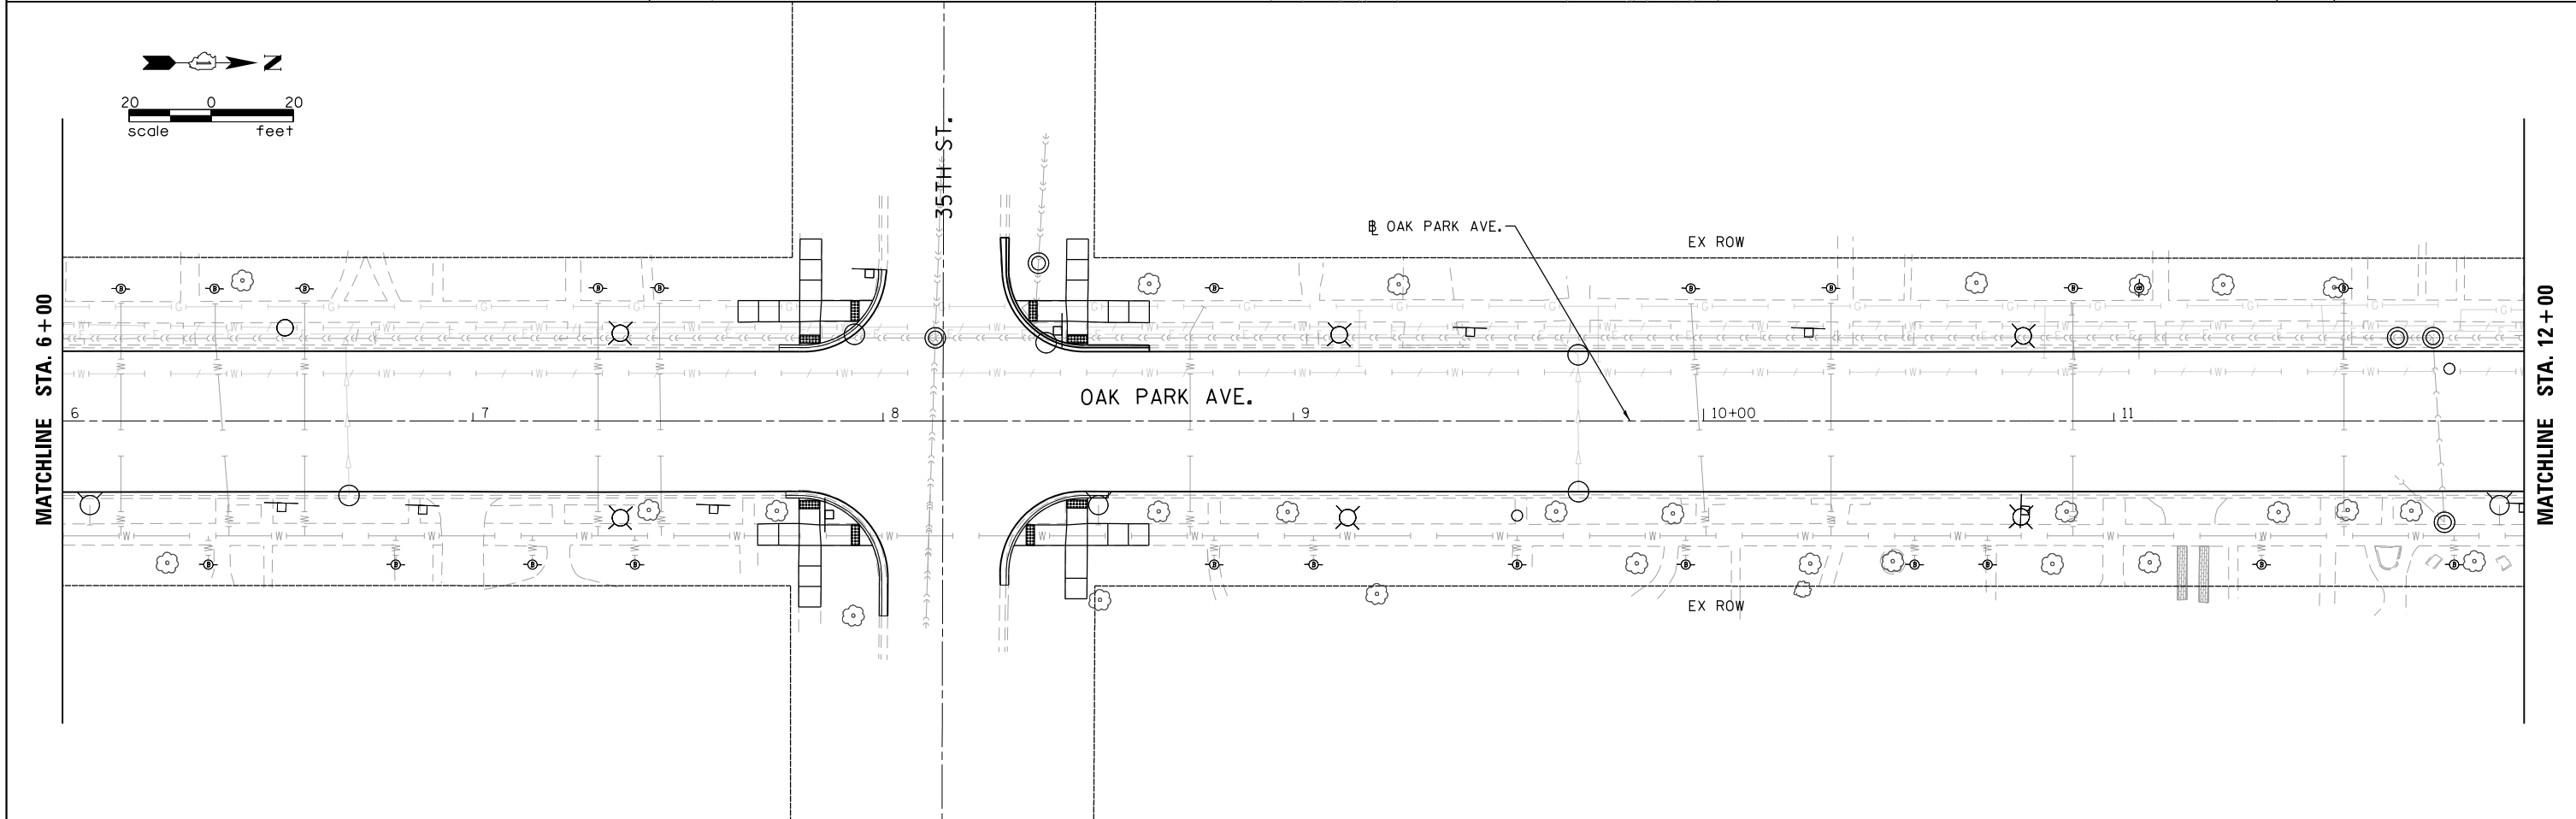 N
20 0 20
scale feet
35TH ST.
℄ OAK PARK AVE.
EX ROW
MATCHLINE STA. 6+00
MATCHLINE STA. 12+00
OAK PARK AVE.
6 7 8 9 10+00 11
EX ROW